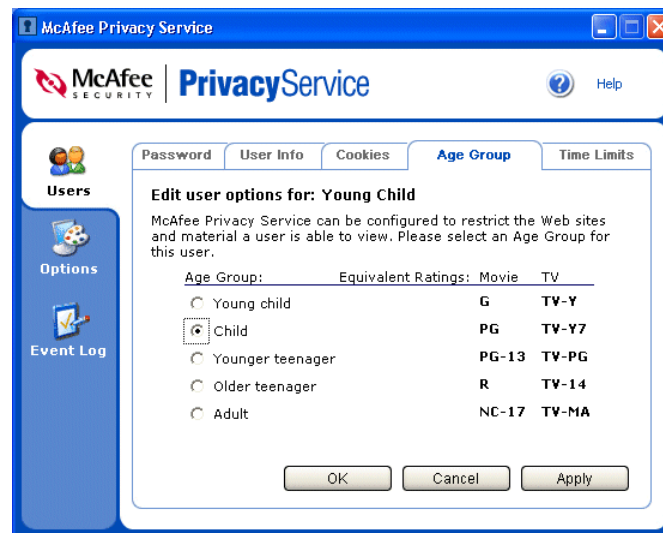 McAfee Privacy Service
McAfee SECURITY PrivacyService
Help
Users
Options
Event Log
Password User Info Cookies Age Group Time Limits
Edit user options for: Young Child
McAfee Privacy Service can be configured to restrict the Web sites
and material a user is able to view. Please select an Age Group for
this user.
Age Group: Equivalent Ratings: Movie TV
Young child G TV-Y
Child PG TV-Y7
Younger teenager PG-13 TV-PG
Older teenager R TV-14
Adult NC-17 TV-MA
OK Cancel Apply